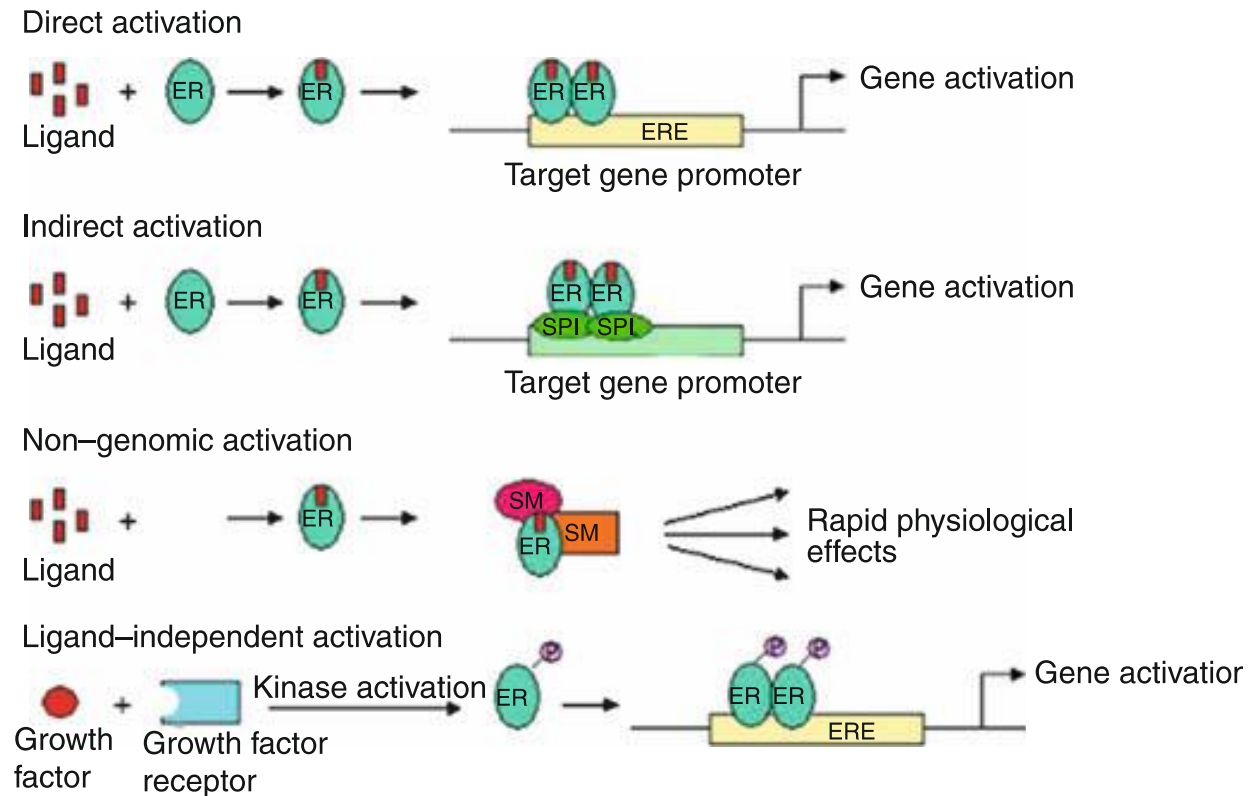 Direct activation
+ ER ER
Ligand
ER ER
ERE
Gene activation
Target gene promoter
Indirect activation
+ ER ER
Ligand
ER ER
SPI SPI
Gene activation
Target gene promoter
Non–genomic activation
+ ER
Ligand
SM
SM
ER
Rapid physiological
effects
Ligand–independent activation
+
Growth
factor
Growth factor
receptor
Kinase activation
P
ER
P P
ER ER
ERE
Gene activation